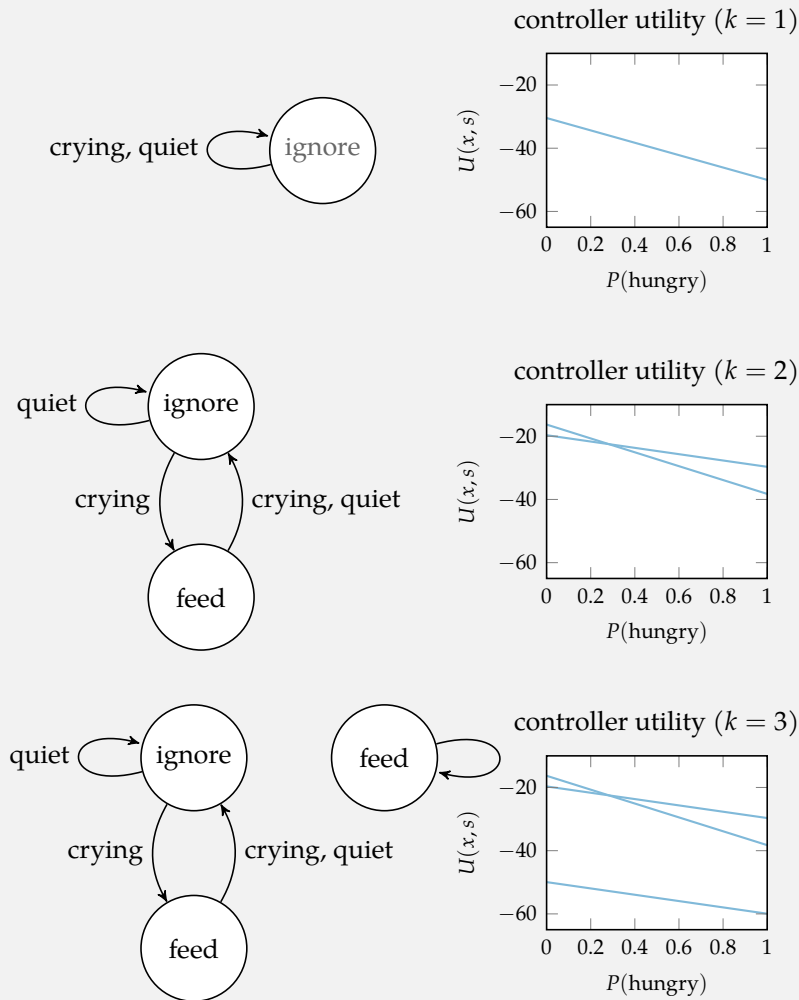 controller utility (k = 1)
crying, quiet
ignore
U(x, s)
−20
−40
−60
0 0.2 0.4 0.6 0.8 1
P(hungry)
controller utility (k = 2)
quiet
ignore
crying
crying, quiet
feed
U(x, s)
−20
−40
−60
0 0.2 0.4 0.6 0.8 1
P(hungry)
controller utility (k = 3)
quiet
ignore
feed
crying
crying, quiet
feed
U(x, s)
−20
−40
−60
0 0.2 0.4 0.6 0.8 1
P(hungry)